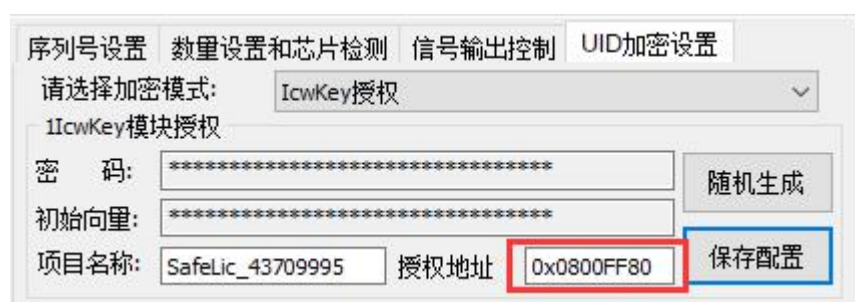 序列号设置 数量设置和芯片检测 信号输出控制 UID加密设置
请选择加密模式: IcwKey授权
1IcwKey模块授权
密 码: ********************************
随机生成
初始向量: ********************************
项目名称: SafeLic_43709995 授权地址 0x0800FF80 保存配置